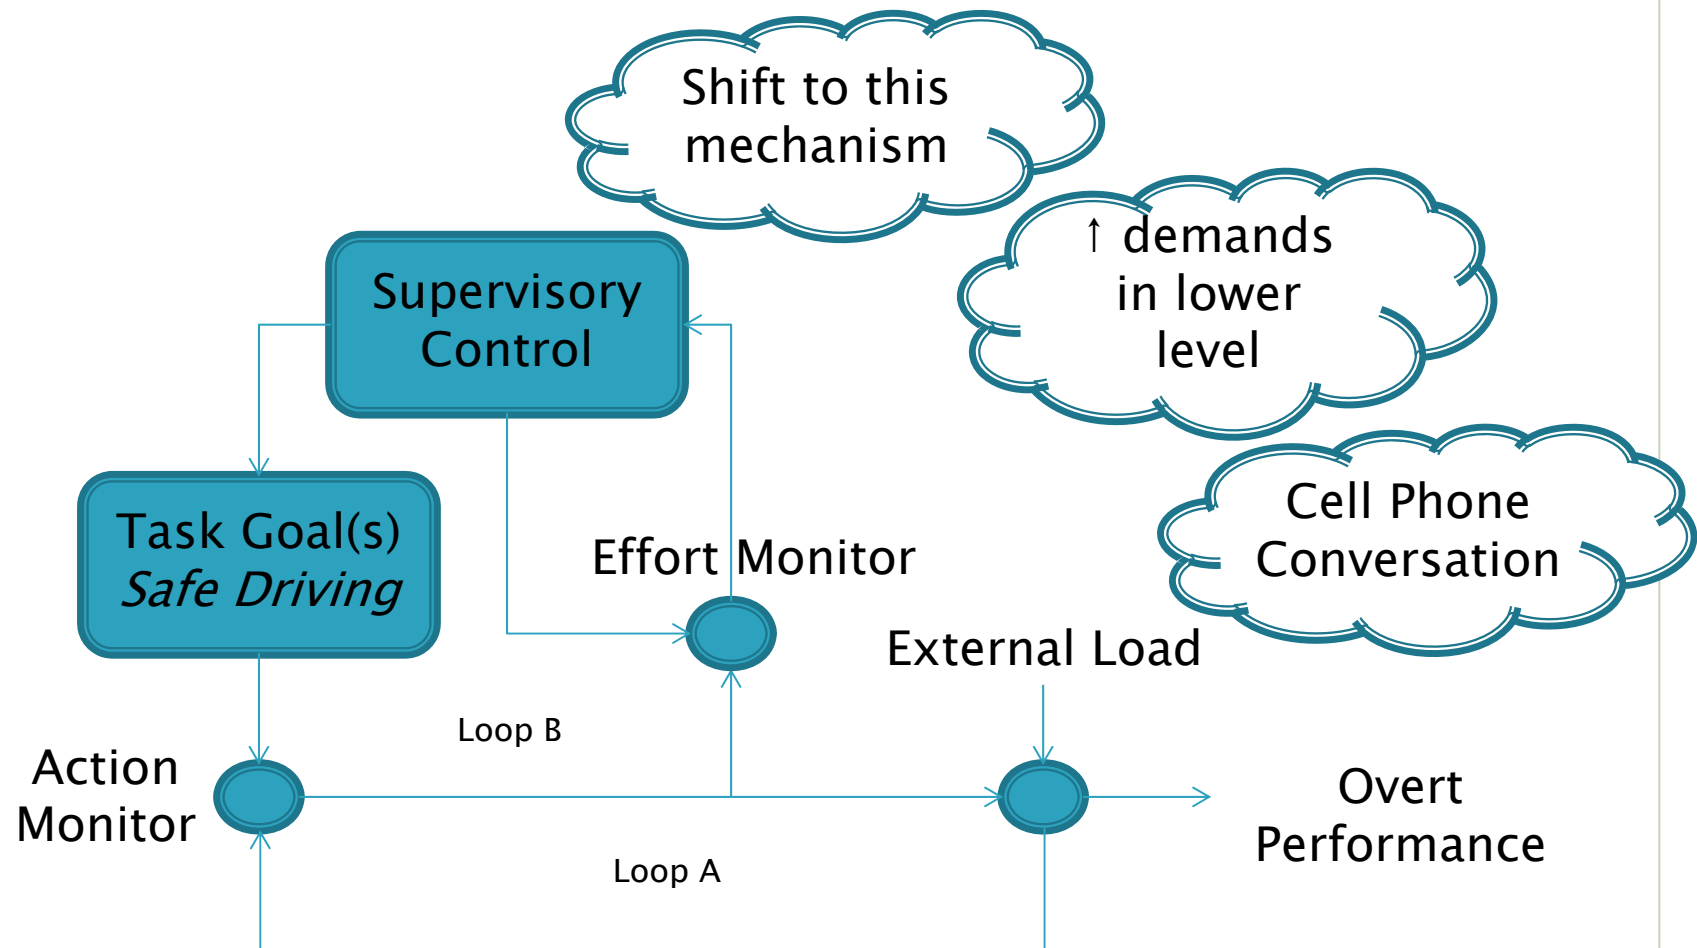 Shift to this
mechanism
↑ demands
in lower
level
Supervisory
Control
Cell Phone
Conversation
Task Goal(s)
Safe Driving
Effort Monitor
External Load
Loop B
Action
Monitor
Overt
Performance
Loop A